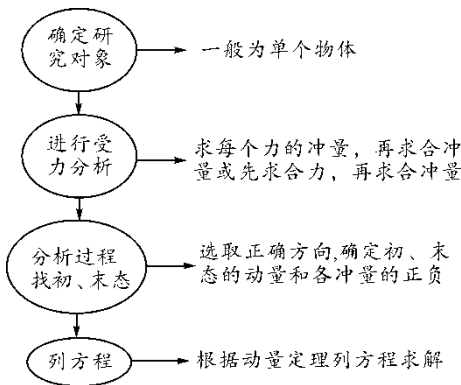 确定研
究对象
一般为单个物体
进行受
力分析
求每个力的冲量，再求合冲
量或先求合力，再求合冲量
分析过程
找初、末态
选取正确方向,确定初、末
态的动量和各冲量的正负
列方程
根据动量定理列方程求解